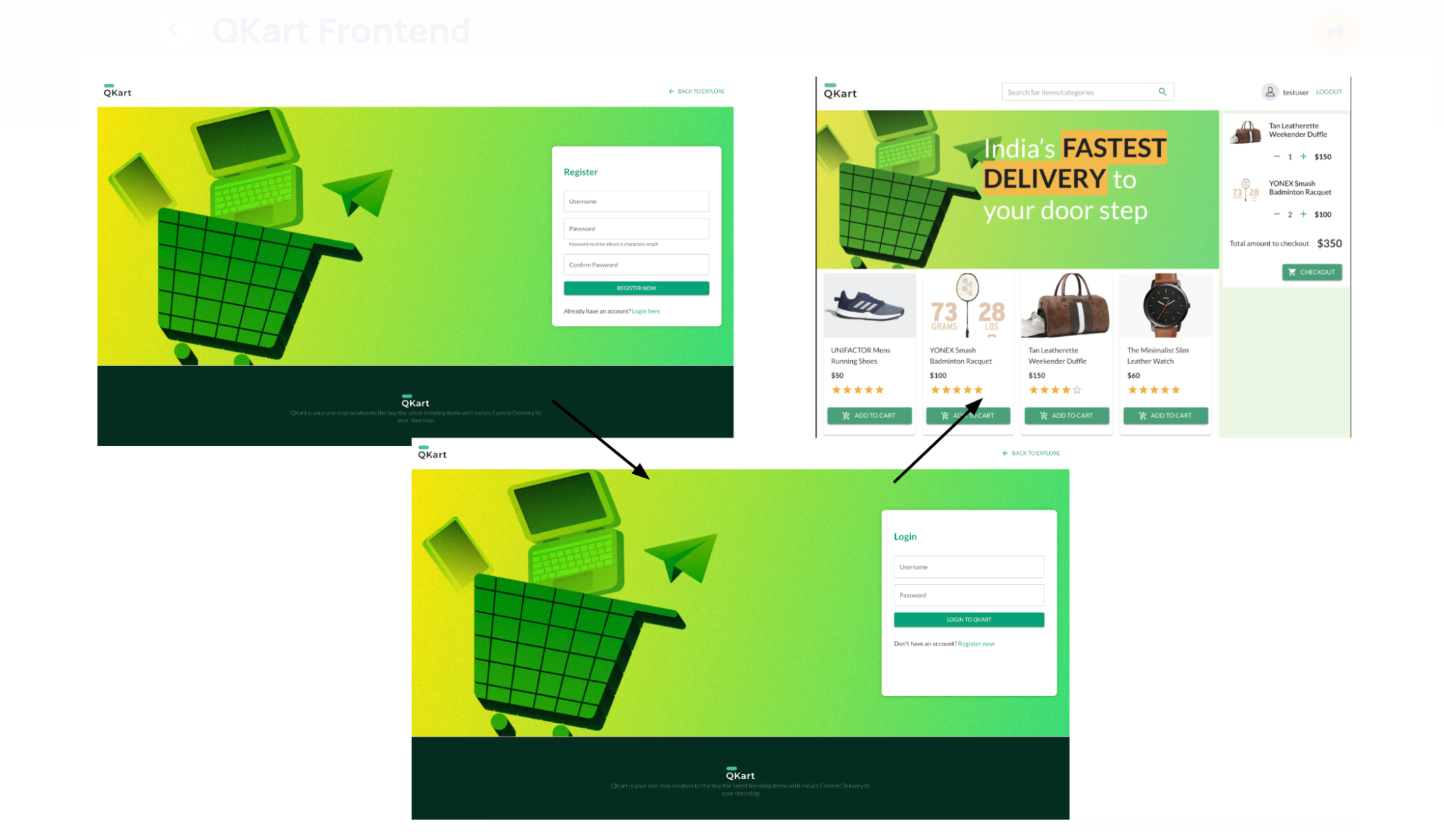 QKart Frontend
QKart
← BACK TO EXPLORE
Register
Username
Password
Password must be atleast 6 characters length
Confirm Password
REGISTER NOW
Already have an account? Login here
QKart
QKart is your one stop solution to the buy the latest trending items with India's Fastest Delivery to
your doorstep
QKart
Search for items/categories
testuser LOGOUT
India's FASTEST
DELIVERY to
your door step
Tan Leatherette
Weekender Duffle
− 1 + $150
73 28
YONEX Smash
Badminton Racquet
− 2 + $100
Total amount to checkout $350
CHECKOUT
73 28
GRAMS LBS
UNIFACTOR Mens
Running Shoes
$50
ADD TO CART
YONEX Smash
Badminton Racquet
$100
ADD TO CART
Tan Leatherette
Weekender Duffle
$150
ADD TO CART
The Minimalist Slim
Leather Watch
$60
ADD TO CART
QKart
← BACK TO EXPLORE
Login
Username
Password
LOGIN TO QKART
Don't have an account? Register now
QKart
QKart is your one stop solution to the buy the latest trending items with India's Fastest Delivery to
your doorstep